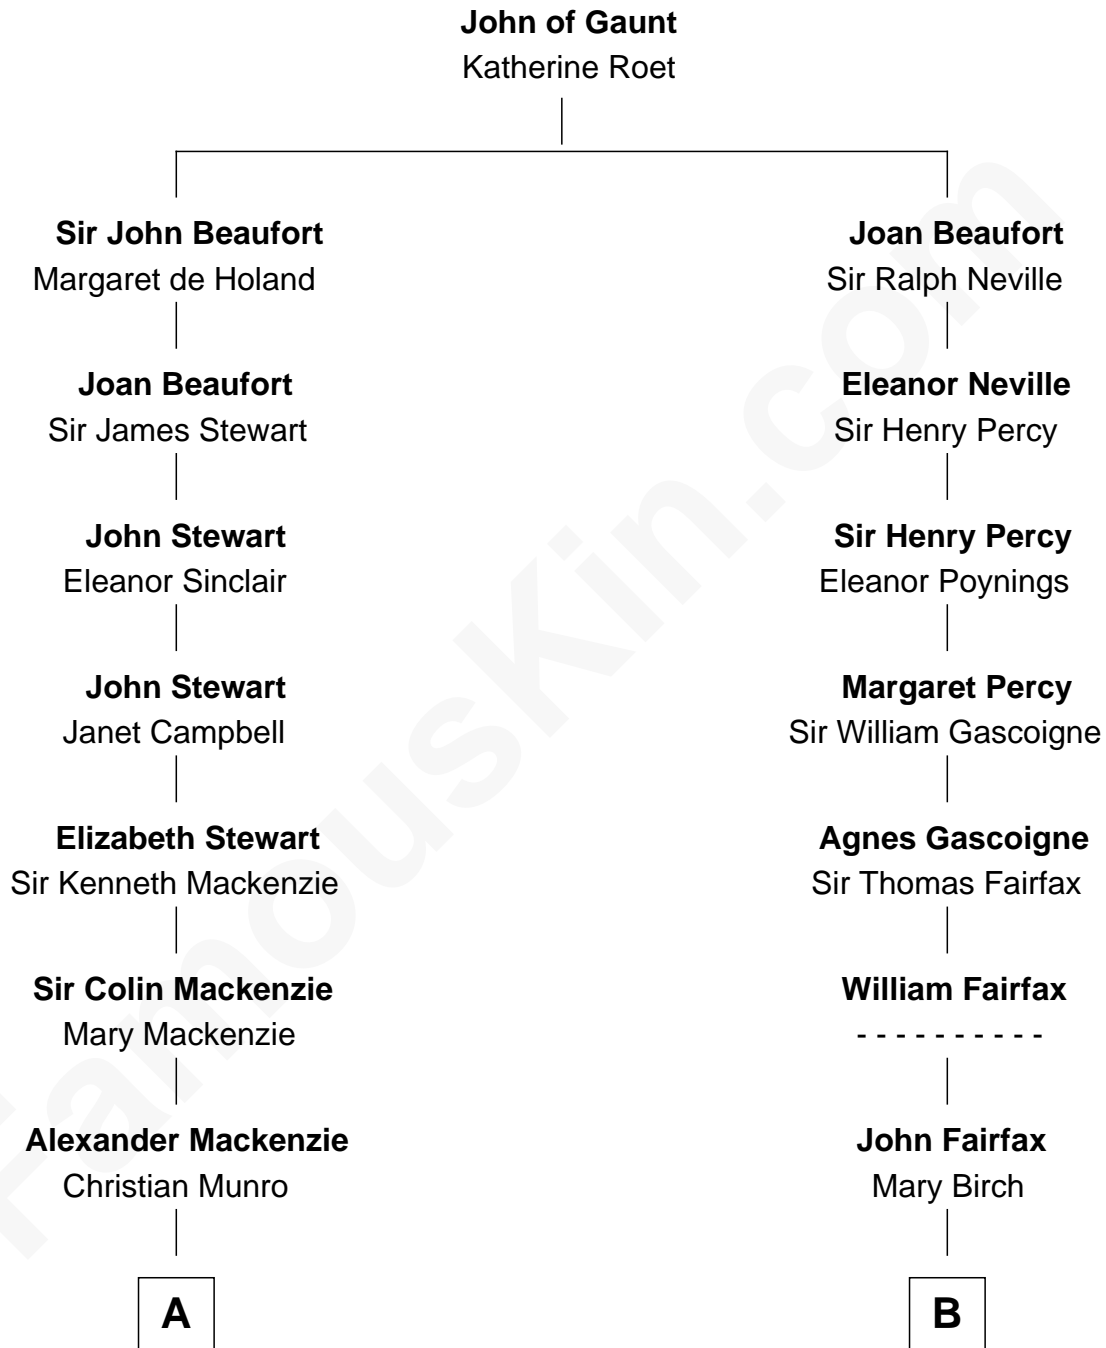 John of Gaunt
Katherine Roet
Sir John Beaufort
Margaret de Holand
Joan Beaufort
Sir James Stewart
John Stewart
Eleanor Sinclair
John Stewart
Janet Campbell
Elizabeth Stewart
Sir Kenneth Mackenzie
Sir Colin Mackenzie
Mary Mackenzie
Alexander Mackenzie
Christian Munro
A
Joan Beaufort
Sir Ralph Neville
Eleanor Neville
Sir Henry Percy
Sir Henry Percy
Eleanor Poynings
Margaret Percy
Sir William Gascoigne
Agnes Gascoigne
Sir Thomas Fairfax
William Fairfax
- - - - - - - - - -
John Fairfax
Mary Birch
B
FamousKin.com